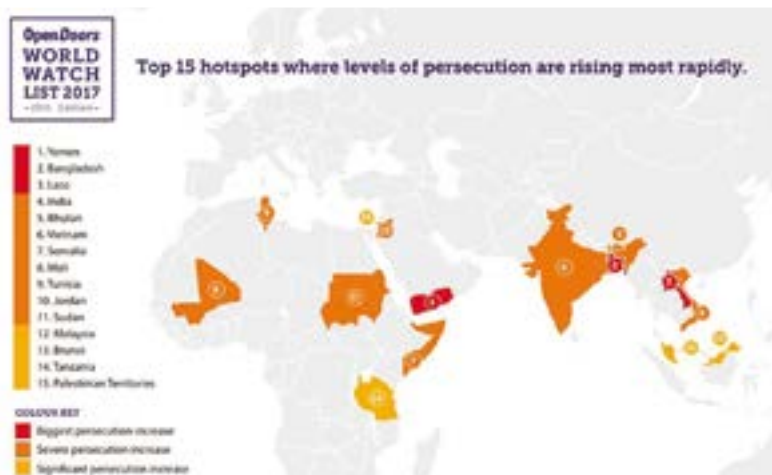 OpenDoors
WORLD
WATCH
LIST 2017
Top 15 hotspots where levels of persecution are rising most rapidly.
1. Yemen
2. Bangladesh
3. Laos
4. India
5. Bhutan
6. Vietnam
7. Somalia
8. Mali
9. Tunisia
10. Jordan
11. Sudan
12. Malaysia
13. Brunei
14. Tanzania
15. Palestinian Territories
COLOUR KEY
Biggest persecution increase
Severe persecution increase
Significant persecution increase